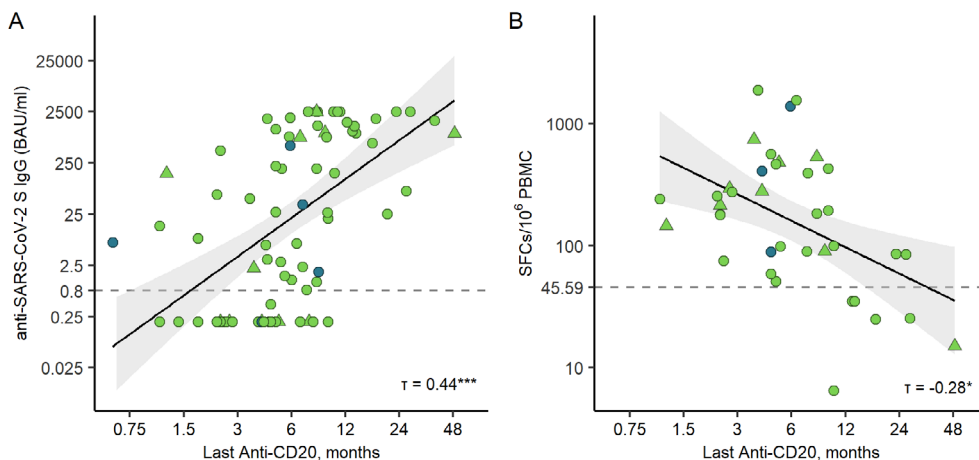 A
anti-SARS-CoV-2 S IgG (BAU/ml)
25000
2500
250
25
2.5
0.8
0.25
0.025
τ = 0.44***
0.75 1.5 3 6 12 24 48
Last Anti-CD20, months
B
SFCs/10⁶ PBMC
1000
100
45.59
10
τ = -0.28*
0.75 1.5 3 6 12 24 48
Last Anti-CD20, months